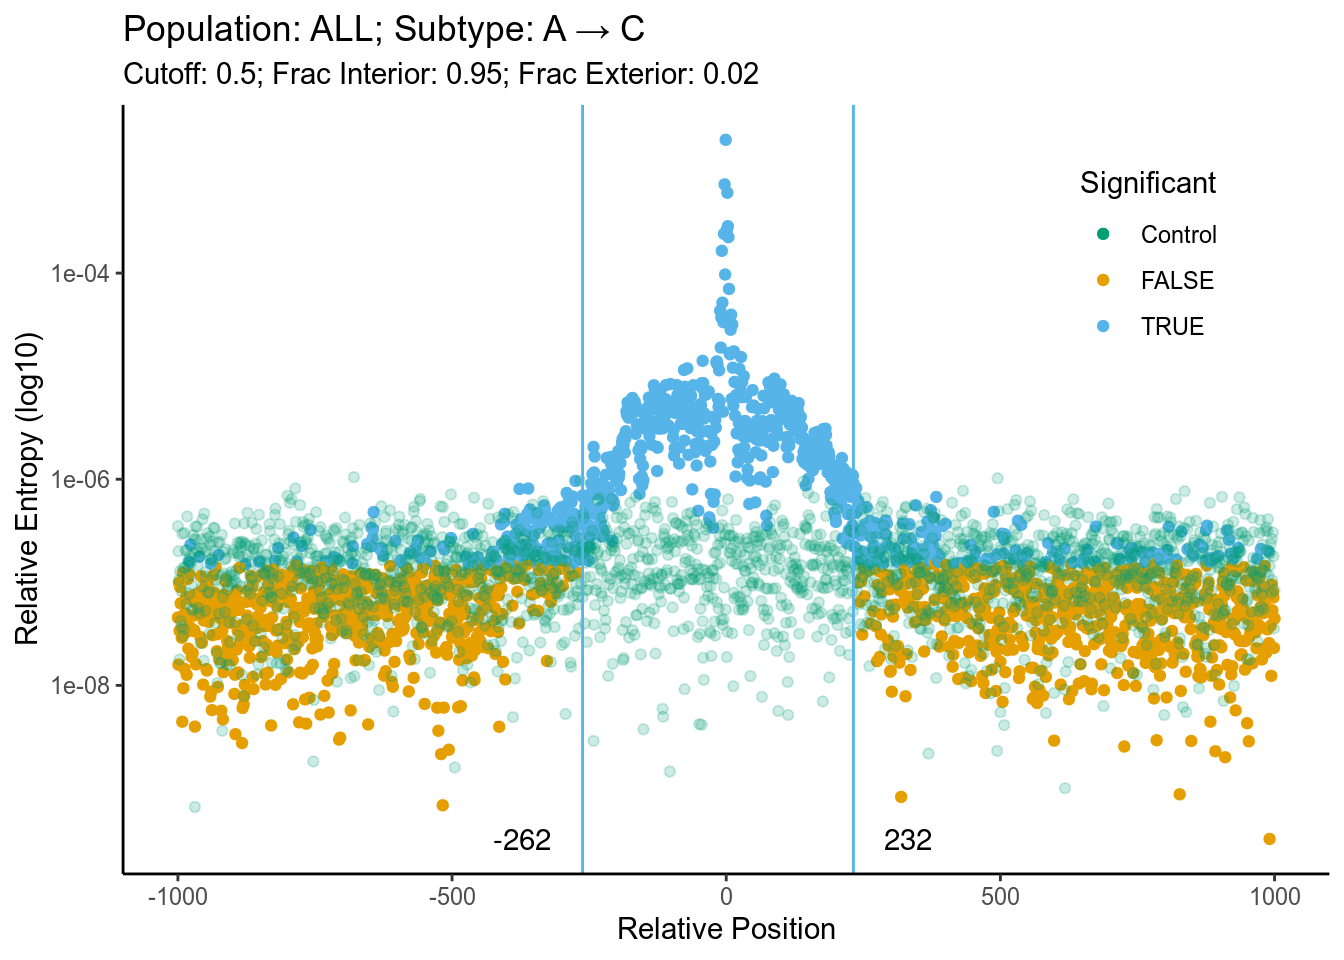 Population: ALL; Subtype: A → C
Cutoff: 0.5; Frac Interior: 0.95; Frac Exterior: 0.02
Significant
Control
FALSE
TRUE
Relative Entropy (log10)
1e-04
1e-06
1e-08
-262
232
-1000
-500
0
500
1000
Relative Position